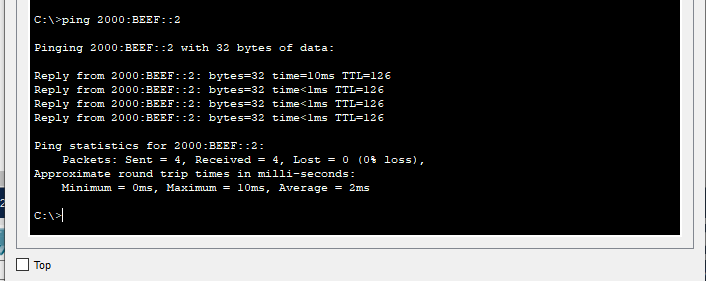 C:\>ping 2000:BEEF::2
Pinging 2000:BEEF::2 with 32 bytes of data:
Reply from 2000:BEEF::2: bytes=32 time=10ms TTL=126
Reply from 2000:BEEF::2: bytes=32 time<1ms TTL=126
Reply from 2000:BEEF::2: bytes=32 time<1ms TTL=126
Reply from 2000:BEEF::2: bytes=32 time<1ms TTL=126
Ping statistics for 2000:BEEF::2:
Packets: Sent = 4, Received = 4, Lost = 0 (0% loss),
Approximate round trip times in milli-seconds:
Minimum = 0ms, Maximum = 10ms, Average = 2ms
C:\>
Top